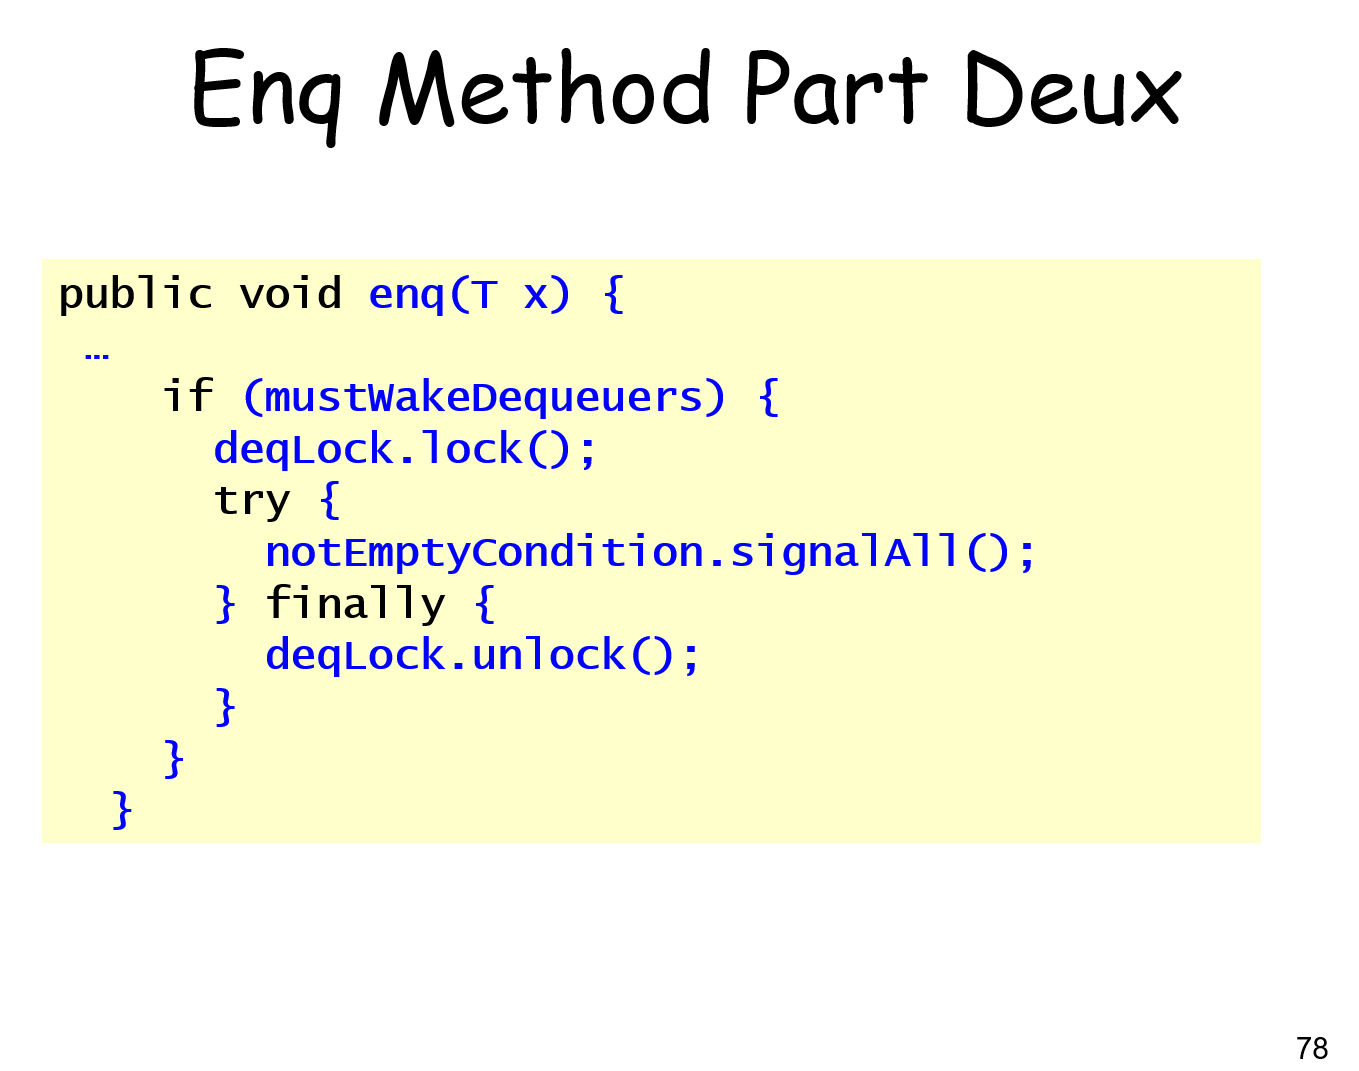 Enq Method Part Deux
public void enq(T x) {
…
if (mustWakeDequeuers) {
deqLock.lock();
try {
notEmptyCondition.signalAll();
} finally {
deqLock.unlock();
}
}
}
78